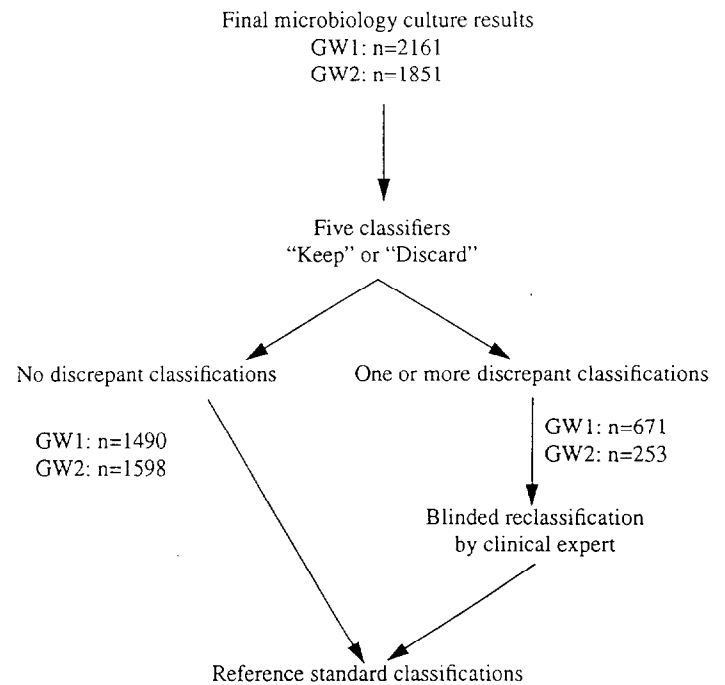 Final microbiology culture results
GW1: n=2161
GW2: n=1851
Five classifiers
“Keep” or “Discard”
No discrepant classifications
One or more discrepant classifications
GW1: n=1490
GW2: n=1598
GW1: n=671
GW2: n=253
Blinded reclassification
by clinical expert
Reference standard classifications